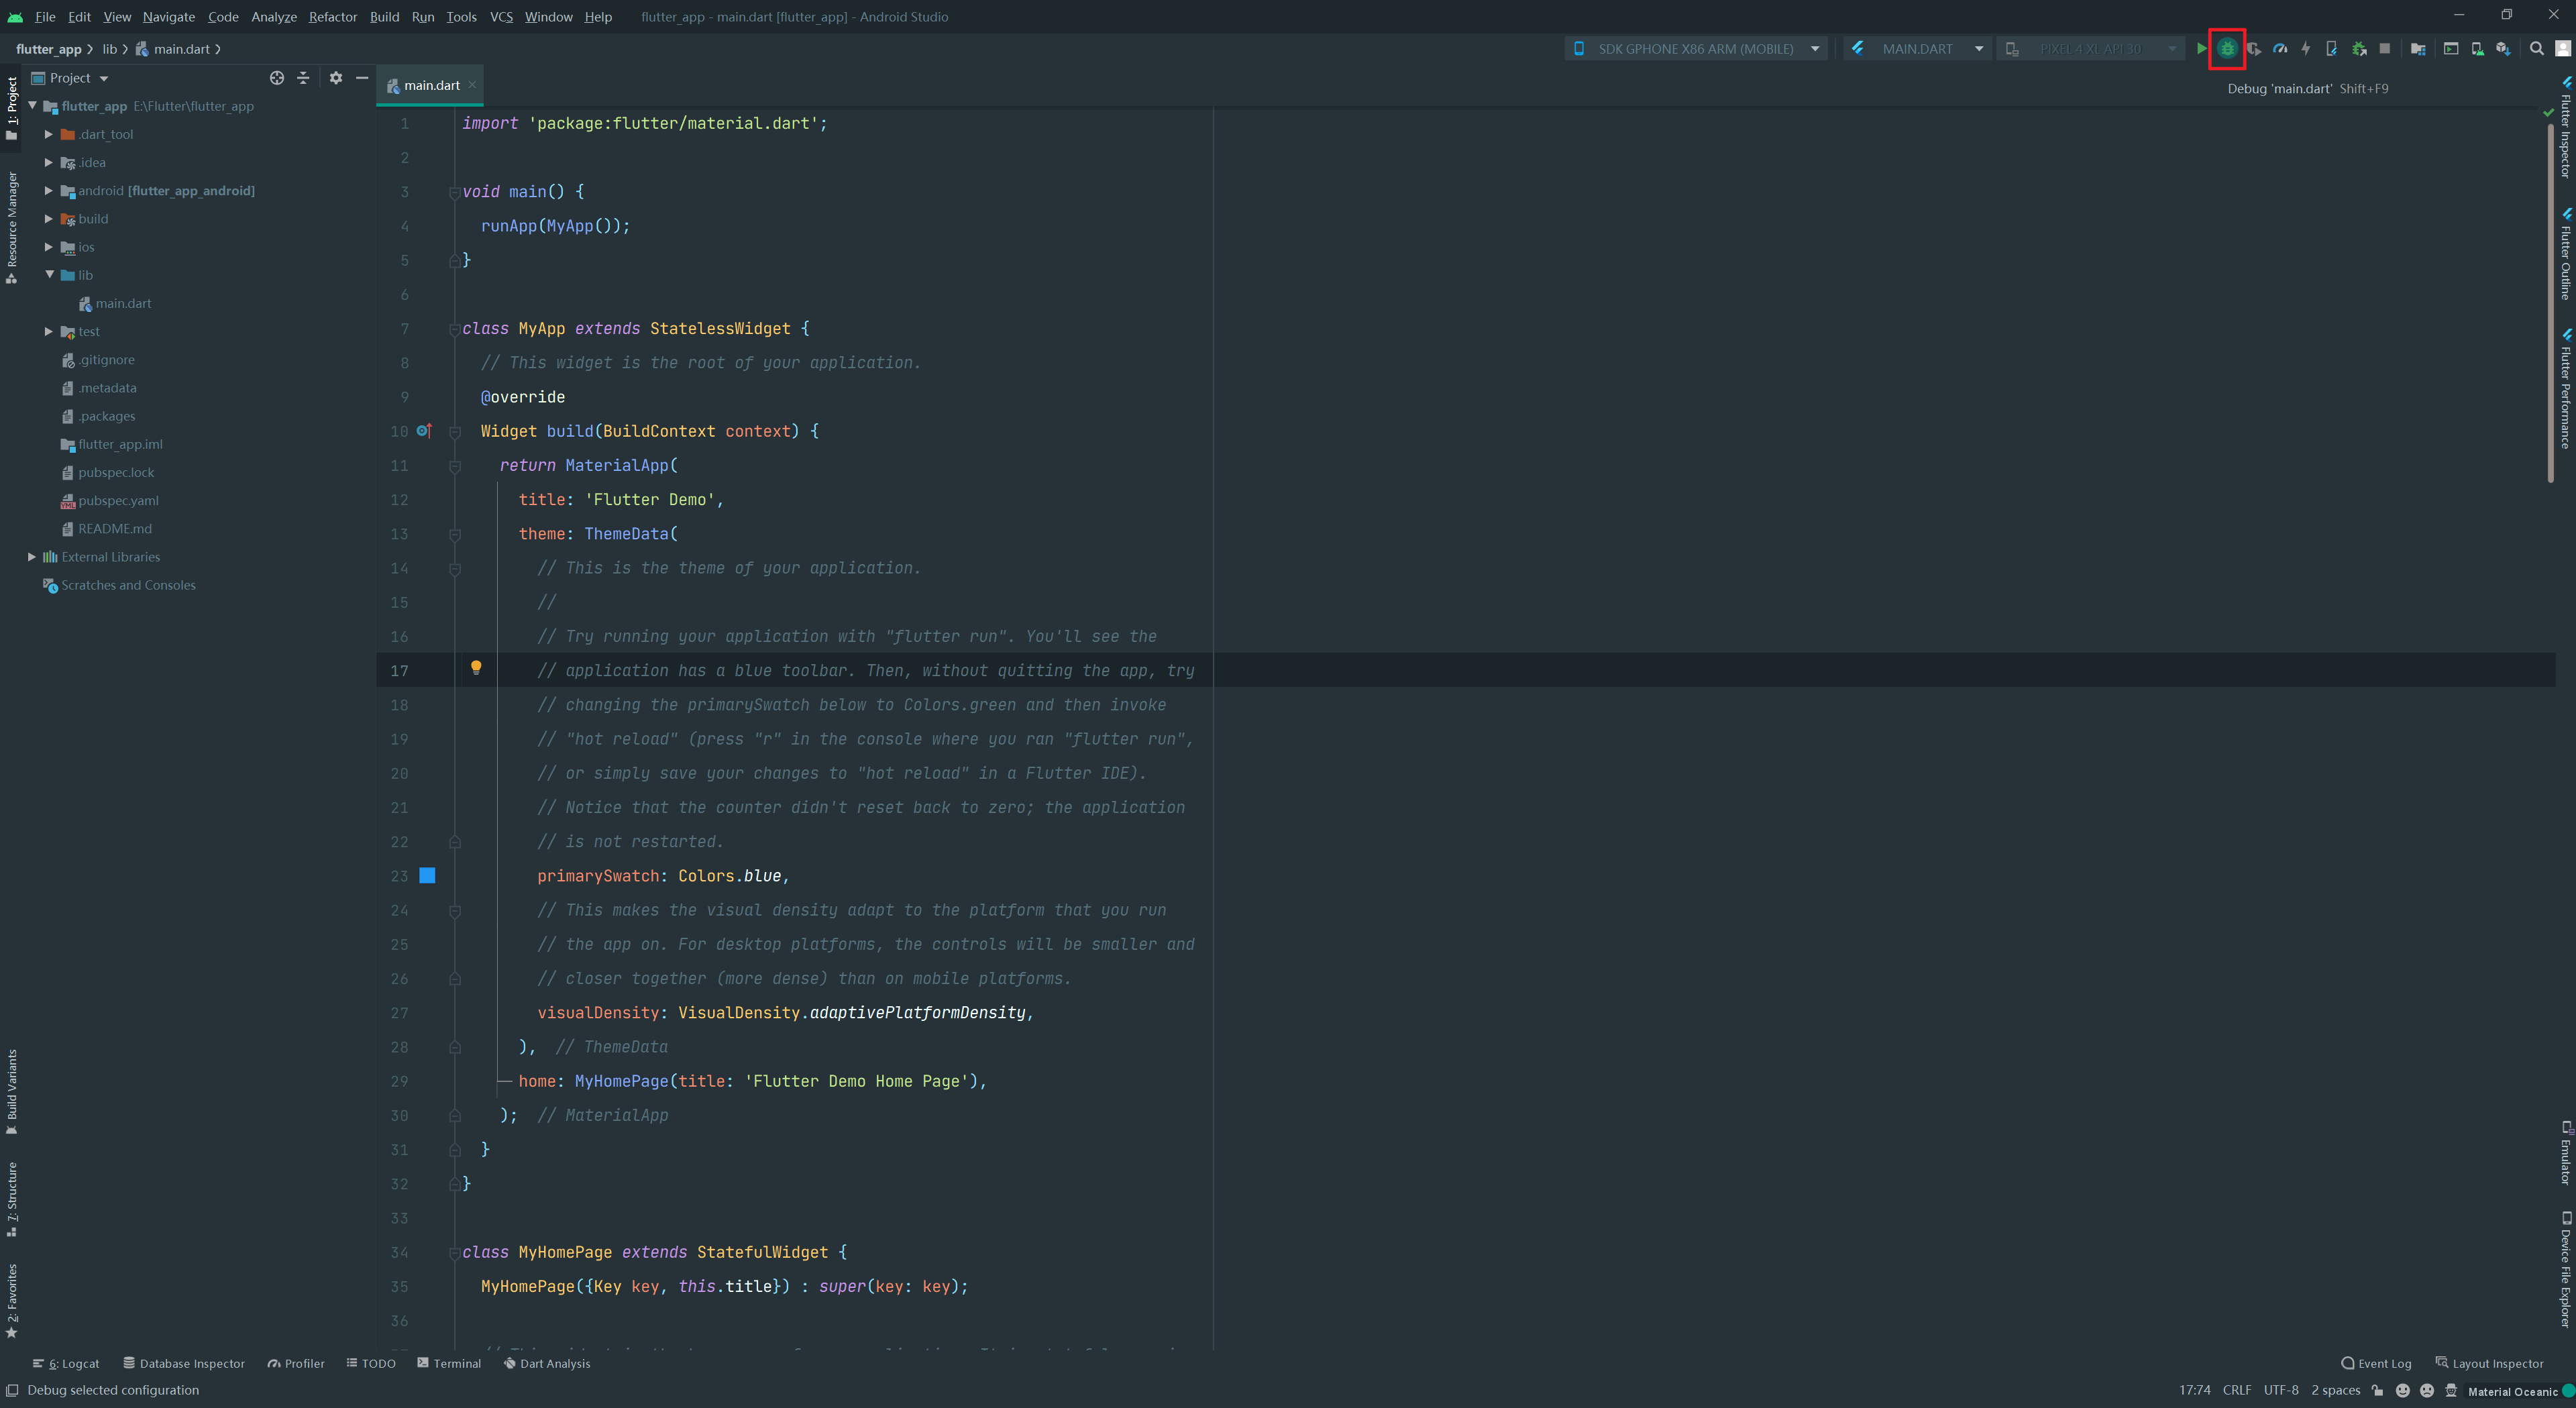 File Edit View Navigate Code Analyze Refactor Build Run Tools VCS Window Help flutter_app - main.dart [flutter_app] - Android Studio
flutter_app lib main.dart
SDK GPHONE X86 ARM (MOBILE) MAIN.DART PIXEL 4 XL API 30
Debug 'main.dart' Shift+F9
Project
flutter_app E:\Flutter\flutter_app
.dart_tool
.idea
android [flutter_app_android]
build
ios
lib
main.dart
test
.gitignore
.metadata
.packages
flutter_app.iml
pubspec.lock
pubspec.yaml
README.md
External Libraries
Scratches and Consoles
1: Project
Resource Manager
Build Variants
7: Structure
2: Favorites
main.dart
1 import 'package:flutter/material.dart';
2
3 void main() {
4 runApp(MyApp());
5 }
6
7 class MyApp extends StatelessWidget {
8 // This widget is the root of your application.
9 @override
10 Widget build(BuildContext context) {
11 return MaterialApp(
12 title: 'Flutter Demo',
13 theme: ThemeData(
14 // This is the theme of your application.
15 //
16 // Try running your application with "flutter run". You'll see the
17 // application has a blue toolbar. Then, without quitting the app, try
18 // changing the primarySwatch below to Colors.green and then invoke
19 // "hot reload" (press "r" in the console where you ran "flutter run",
20 // or simply save your changes to "hot reload" in a Flutter IDE).
21 // Notice that the counter didn't reset back to zero; the application
22 // is not restarted.
23 primarySwatch: Colors.blue,
24 // This makes the visual density adapt to the platform that you run
25 // the app on. For desktop platforms, the controls will be smaller and
26 // closer together (more dense) than on mobile platforms.
27 visualDensity: VisualDensity.adaptivePlatformDensity,
28 ), // ThemeData
29 home: MyHomePage(title: 'Flutter Demo Home Page'),
30 ); // MaterialApp
31 }
32 }
33
34 class MyHomePage extends StatefulWidget {
35 MyHomePage({Key key, this.title}) : super(key: key);
36
Flutter Inspector
Flutter Outline
Flutter Performance
Emulator
Device File Explorer
6: Logcat Database Inspector Profiler TODO Terminal Dart Analysis Event Log Layout Inspector
Debug selected configuration 17:74 CRLF UTF-8 2 spaces Material Oceanic